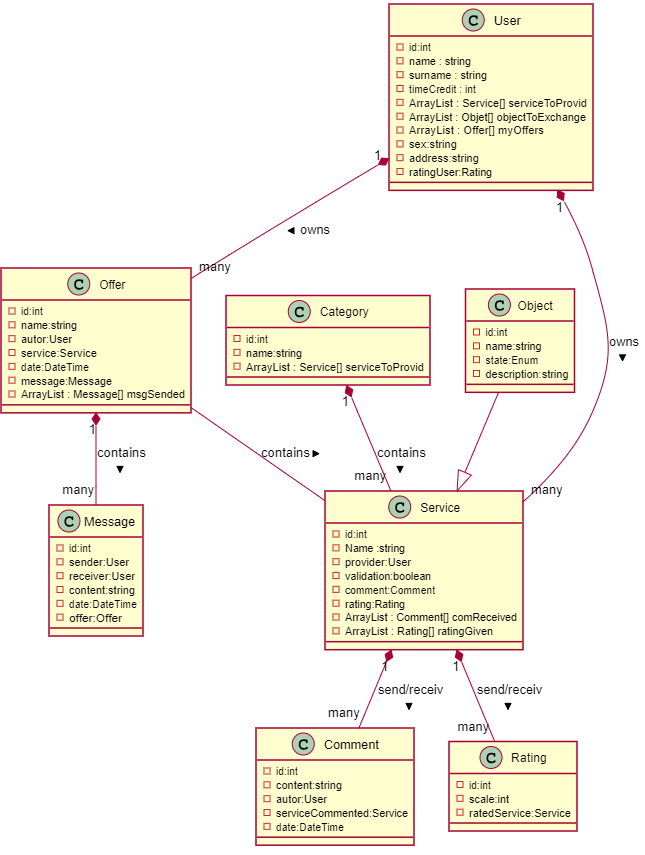 C User
id:int
name : string
surname : string
timeCredit : int
ArrayList : Service[] serviceToProvid
ArrayList : Objet[] objectToExchange
ArrayList : Offer[] myOffers
sex:string
address:string
ratingUser:Rating
1
1
owns
many
C Offer
id:int
name:string
autor:User
service:Service
date:DateTime
message:Message
ArrayList : Message[] msgSended
C Category
id:int
name:string
ArrayList : Service[] serviceToProvid
C Object
id:int
name:string
state:Enum
description:string
owns
1
1
contains
contains
contains
many
many
many
C Message
id:int
sender:User
receiver:User
content:string
date:DateTime
offer:Offer
C Service
id:int
Name :string
provider:User
validation:boolean
comment:Comment
rating:Rating
ArrayList : Comment[] comReceived
ArrayList : Rating[] ratingGiven
1
1
send/receiv
send/receiv
many
many
C Comment
id:int
content:string
autor:User
serviceCommented:Service
date:DateTime
C Rating
id:int
scale:int
ratedService:Service